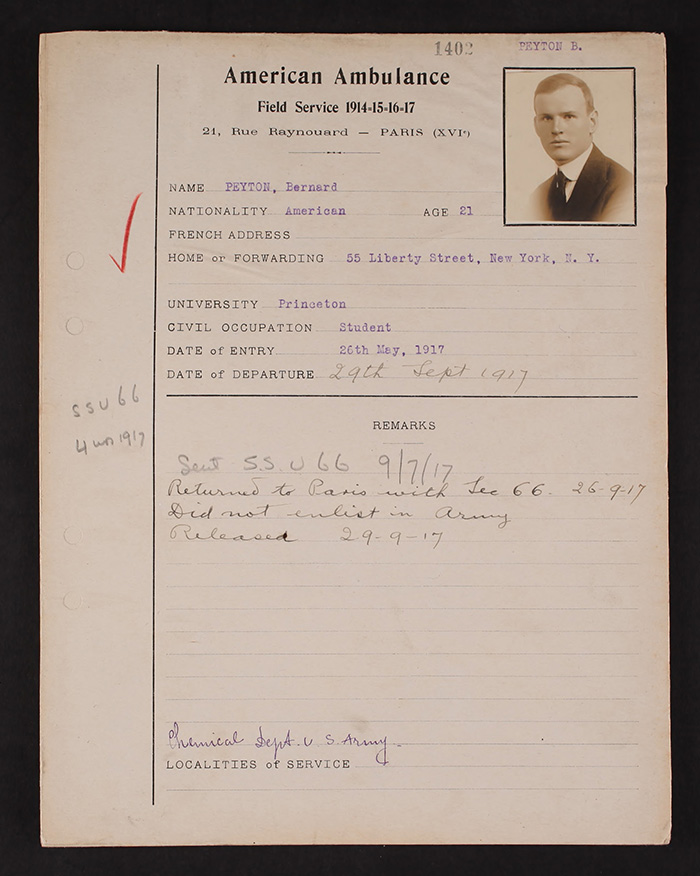 1402 PEYTON B.
American Ambulance
Field Service 1914-15-16-17
21, Rue Raynouard — PARIS (XVIe)
NAME PEYTON, Bernard
NATIONALITY American AGE 21
FRENCH ADDRESS
HOME or FORWARDING 55 Liberty Street, New York, N. Y.
UNIVERSITY Princeton
CIVIL OCCUPATION Student
DATE of ENTRY 26th May, 1917
DATE of DEPARTURE 29th Sept 1917
SSU 66
4 1917
REMARKS
Sent S.S.U 66 9/7/17
Returned to Paris with Sec 66. 26-9-17
Did not enlist in Army
Released 29-9-17
Chemical Dept. U S. Army.
LOCALITIES of SERVICE